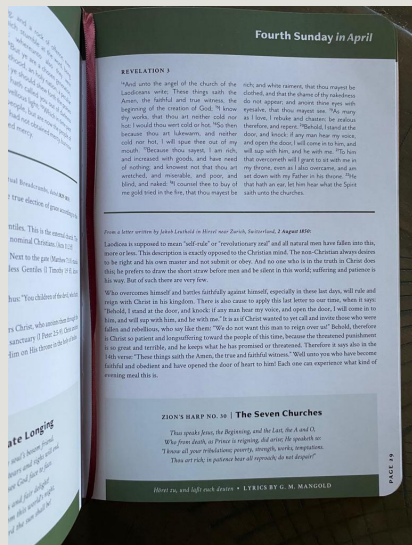 Fourth Sunday in April
REVELATION 3
¹⁴And unto the angel of the church of the
Laodiceans write; These things saith the
Amen, the faithful and true witness, the
beginning of the creation of God; ¹⁵I know
thy works, that thou art neither cold nor
hot: I would thou wert cold or hot. ¹⁶So then
because thou art lukewarm, and neither
cold nor hot, I will spue thee out of my
mouth. ¹⁷Because thou sayest, I am rich,
and increased with goods, and have need
of nothing; and knowest not that thou art
wretched, and miserable, and poor, and
blind, and naked: ¹⁸I counsel thee to buy of
me gold tried in the fire, that thou mayest be
rich; and white raiment, that thou mayest be
clothed, and that the shame of thy nakedness
do not appear; and anoint thine eyes with
eyesalve, that thou mayest see. ¹⁹As many
as I love, I rebuke and chasten: be zealous
therefore, and repent. ²⁰Behold, I stand at the
door, and knock: if any man hear my voice,
and open the door, I will come in to him, and
will sup with him, and he with me. ²¹To him
that overcometh will I grant to sit with me in
my throne, even as I also overcame, and am
set down with my Father in his throne. ²²He
that hath an ear, let him hear what the Spirit
saith unto the churches.
From a letter written by Jakob Leuthold in Hörnli near Zurich, Switzerland, 2 August 1850:
Laodicea is supposed to mean "self-rule" or "revolutionary zeal" and all natural men have fallen into this,
more or less. This description is exactly opposed to the Christian mind. The non-Christian always desires
to be right and his own master and not submit or obey. And no one who is in the truth in Christ does
this; he prefers to draw the short straw before men and be silent in this world; suffering and patience is
his way. But of such there are very few.
Who overcomes himself and battles faithfully against himself, especially in these last days, will rule and
reign with Christ in his kingdom. There is also cause to apply this last letter to our time, when it says:
"Behold, I stand at the door, and knock: if any man hear my voice, and open the door, I will come in to
him, and will sup with him, and he with me." It is as if Christ wanted to yet call and invite those who were
fallen and rebellious, who say like them: "We do not want this man to reign over us!" Behold, therefore
is Christ so patient and longsuffering toward the people of this time, because the threatened punishment
is so great and terrible, and he keeps what he has promised or threatened. Therefore it says also in the
14th verse: "These things saith the Amen, the true and faithful witness." Well unto you who have become
faithful and obedient and have opened the door of heart to him! Each one can experience what kind of
evening meal this is.
ZION'S HARP NO. 30 | The Seven Churches
Thus speaks Jesus, the Beginning, and the Last, the A and O,
Who from death, as Prince is reigning, did arise; He speaketh so:
"I know all your tribulations; poverty, strength, works, temptations,
Thou art rich; in patience bear all reproach; do not despair!"
Höret zu, und laßt euch deuten • LYRICS BY G. M. MANGOLD
PAGE 49